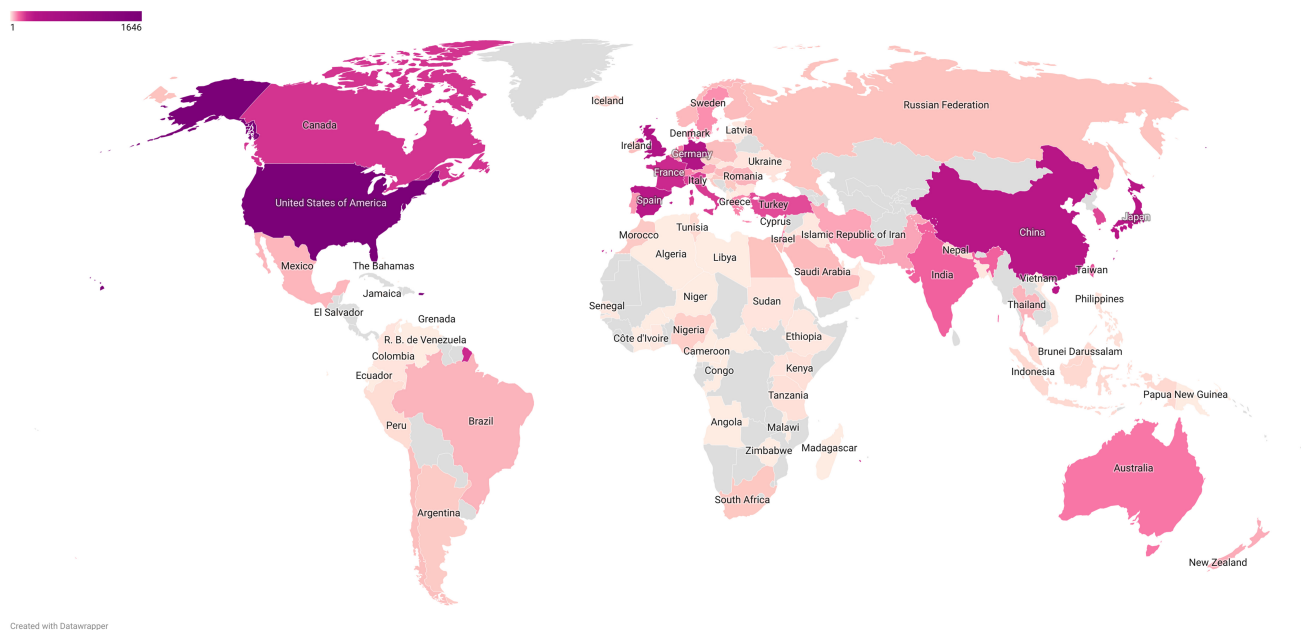 1 1646
Iceland
Sweden
Russian Federation
Canada
Denmark
Latvia
Ireland
Germany
Ukraine
France
Italy
Romania
United States of America
Spain
Greece
Turkey
Japan
Cyprus
Tunisia
Morocco
Israel
Islamic Republic of Iran
China
Algeria
Libya
Nepal
Mexico
The Bahamas
Saudi Arabia
India
Taiwan
Vietnam
Jamaica
Niger
Sudan
Philippines
Senegal
Thailand
El Salvador
Grenada
Nigeria
Côte d'Ivoire
Ethiopia
R. B. de Venezuela
Cameroon
Brunei Darussalam
Colombia
Congo
Kenya
Indonesia
Ecuador
Tanzania
Papua New Guinea
Brazil
Peru
Angola
Malawi
Zimbabwe
Madagascar
Australia
South Africa
Argentina
New Zealand
Created with Datawrapper